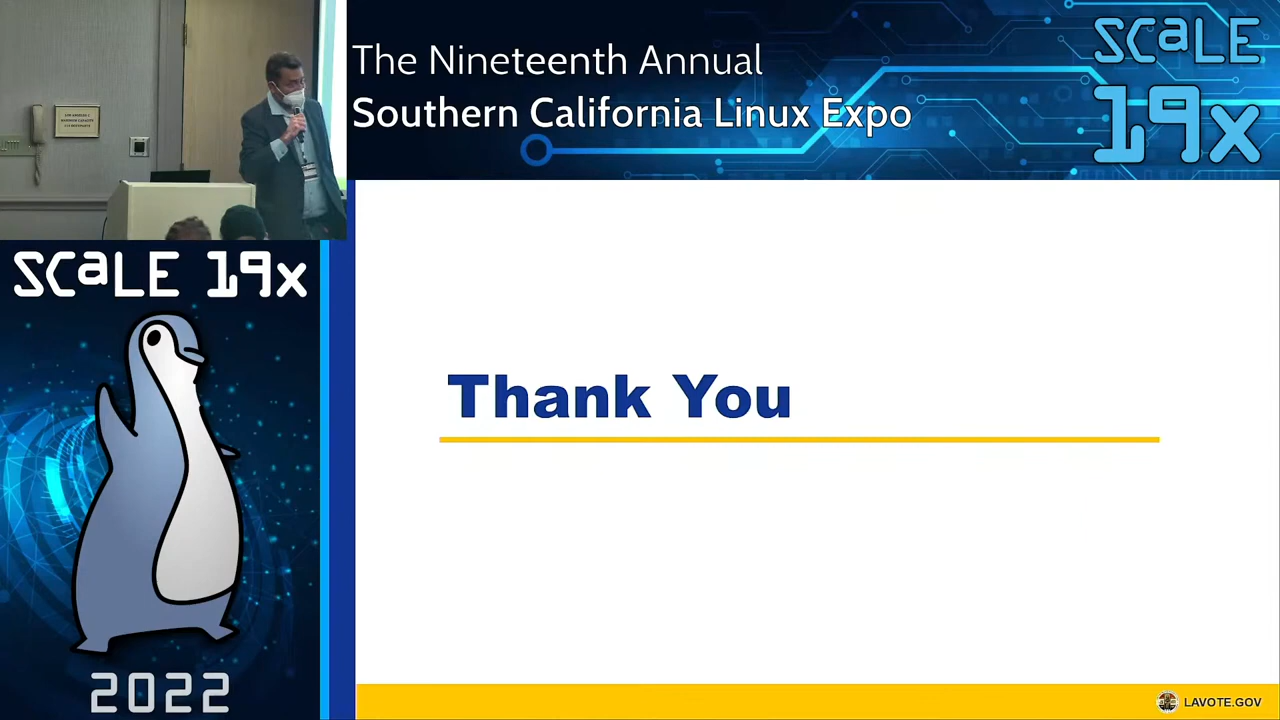 The Nineteenth Annual
Southern California Linux Expo
SCaLE
19x
SCaLE 19x
2022
Thank You
LAVOTE.GOV